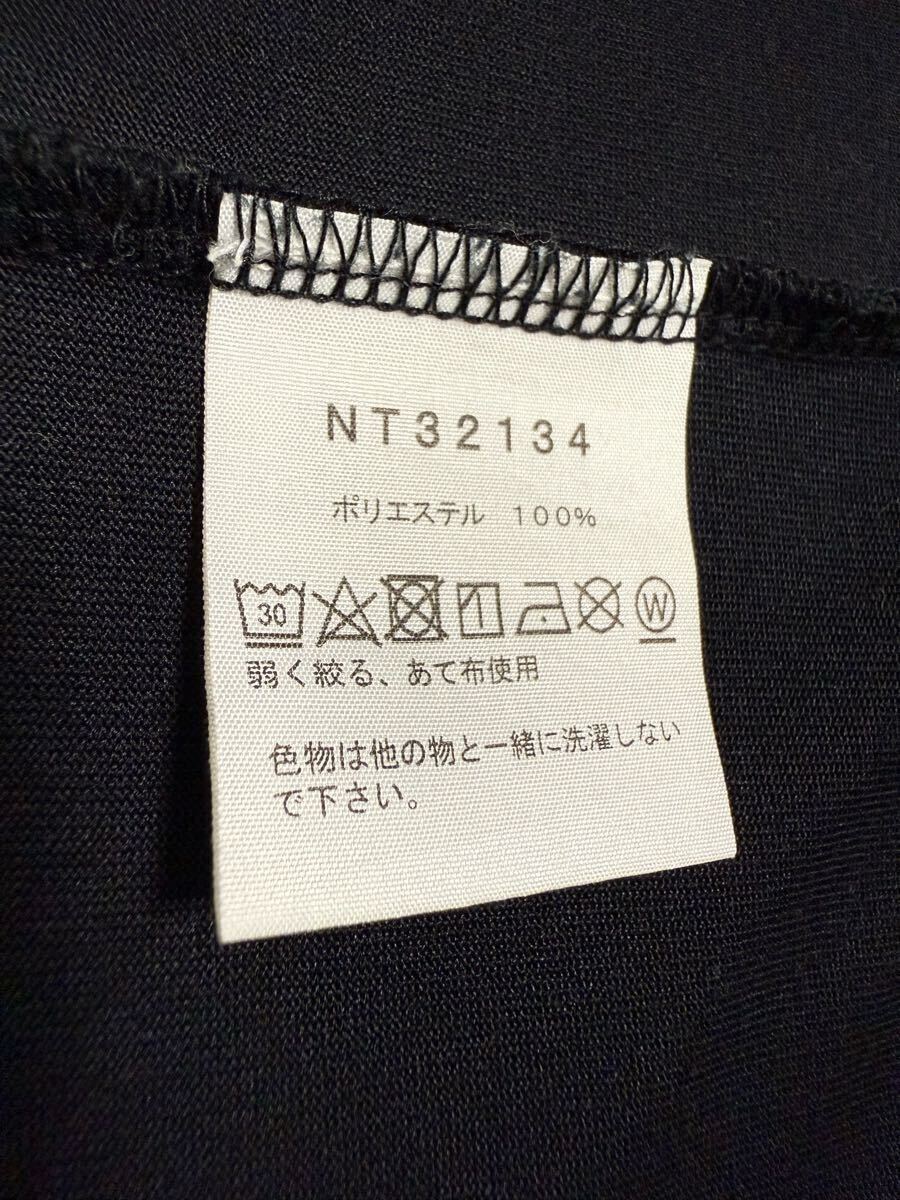 NT32134
ポリエステル 100%
30 1 W
弱く絞る、あて布使用
色物は他の物と一緒に洗濯しない
で下さい。